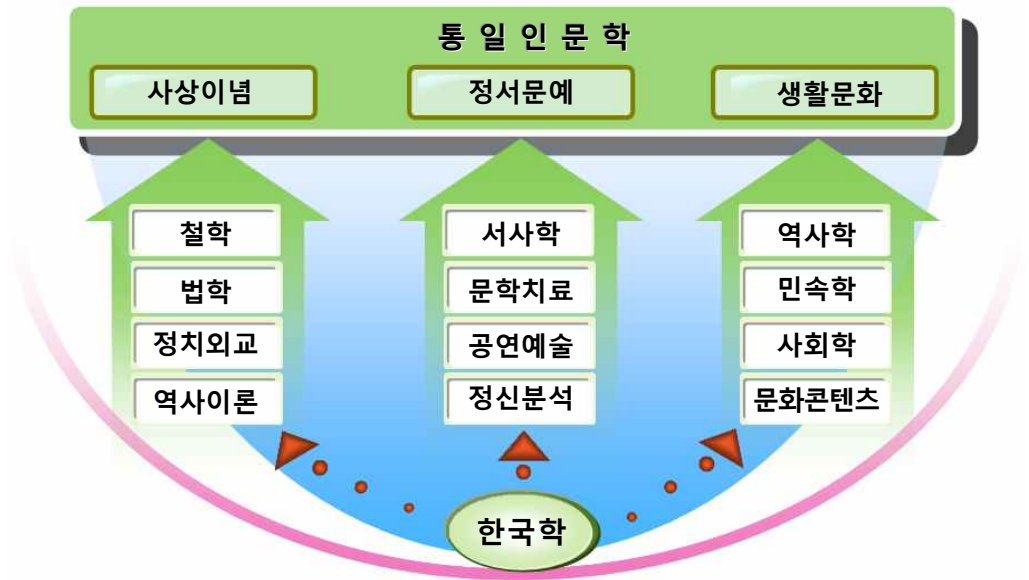 통 일 인 문 학
사상이념
정서문예
생활문화
철학
법학
정치외교
역사이론
서사학
문학치료
공연예술
정신분석
역사학
민속학
사회학
문화콘텐츠
한국학